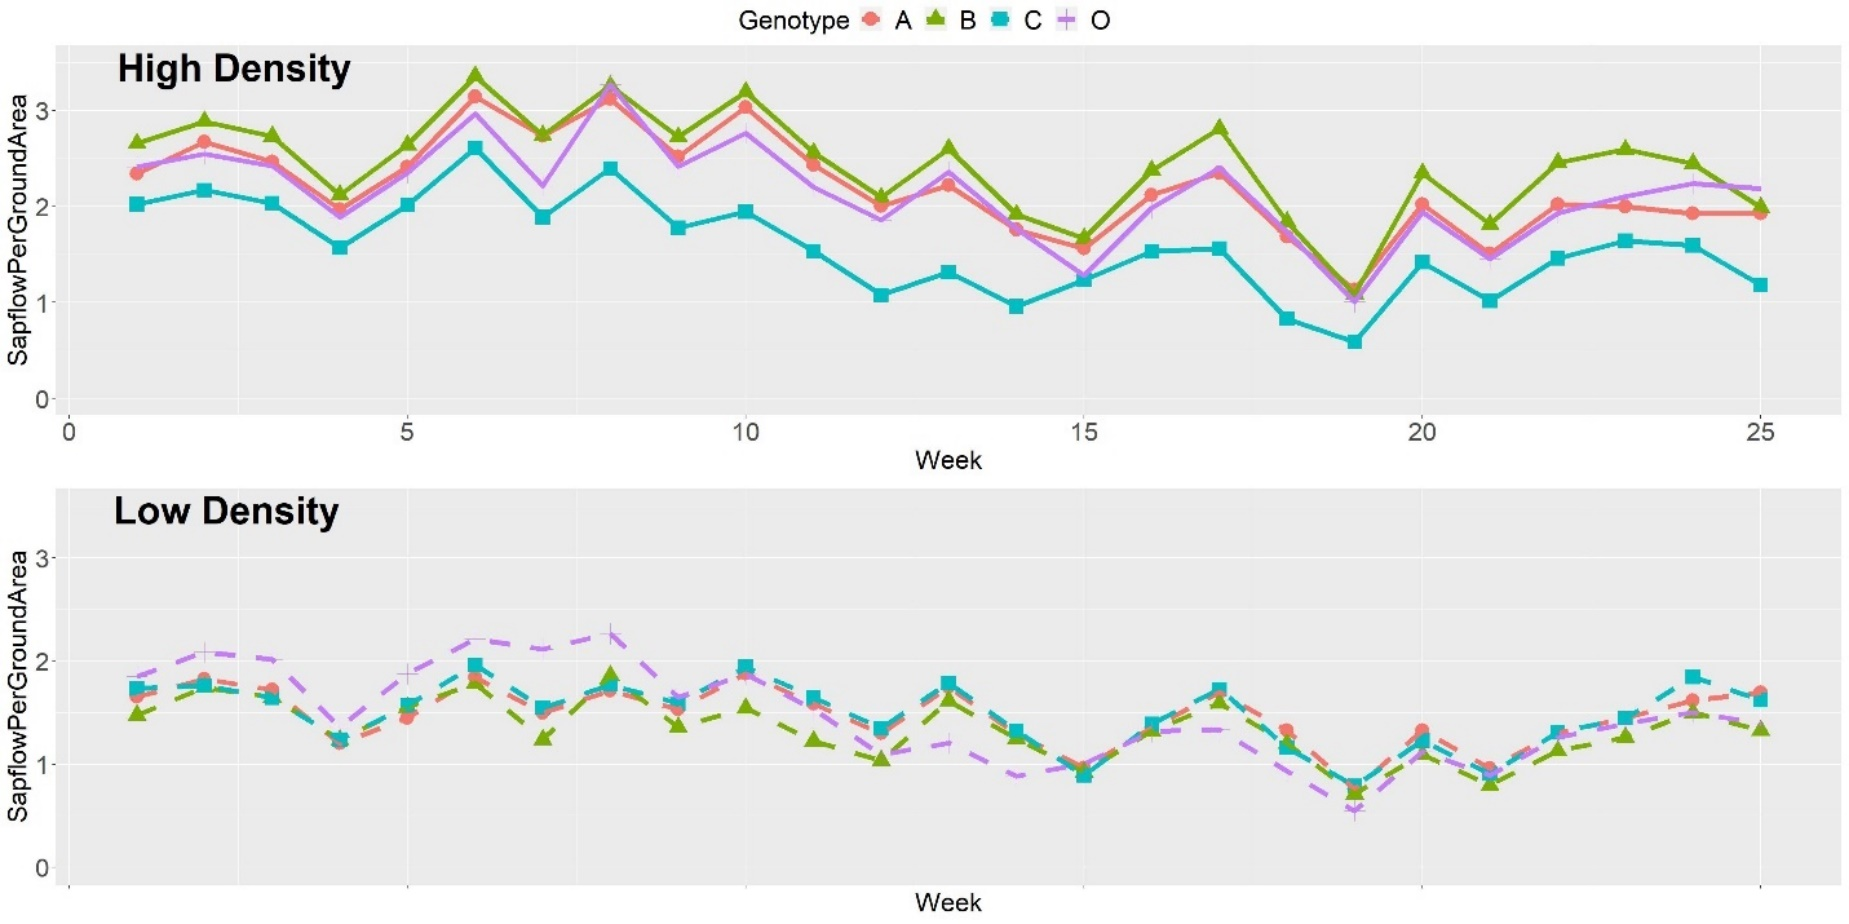 Genotype A B C O
High Density
SapflowPerGroundArea
3
2
1
0
0 5 10 15 20 25
Week
Low Density
SapflowPerGroundArea
3
2
1
0
Week